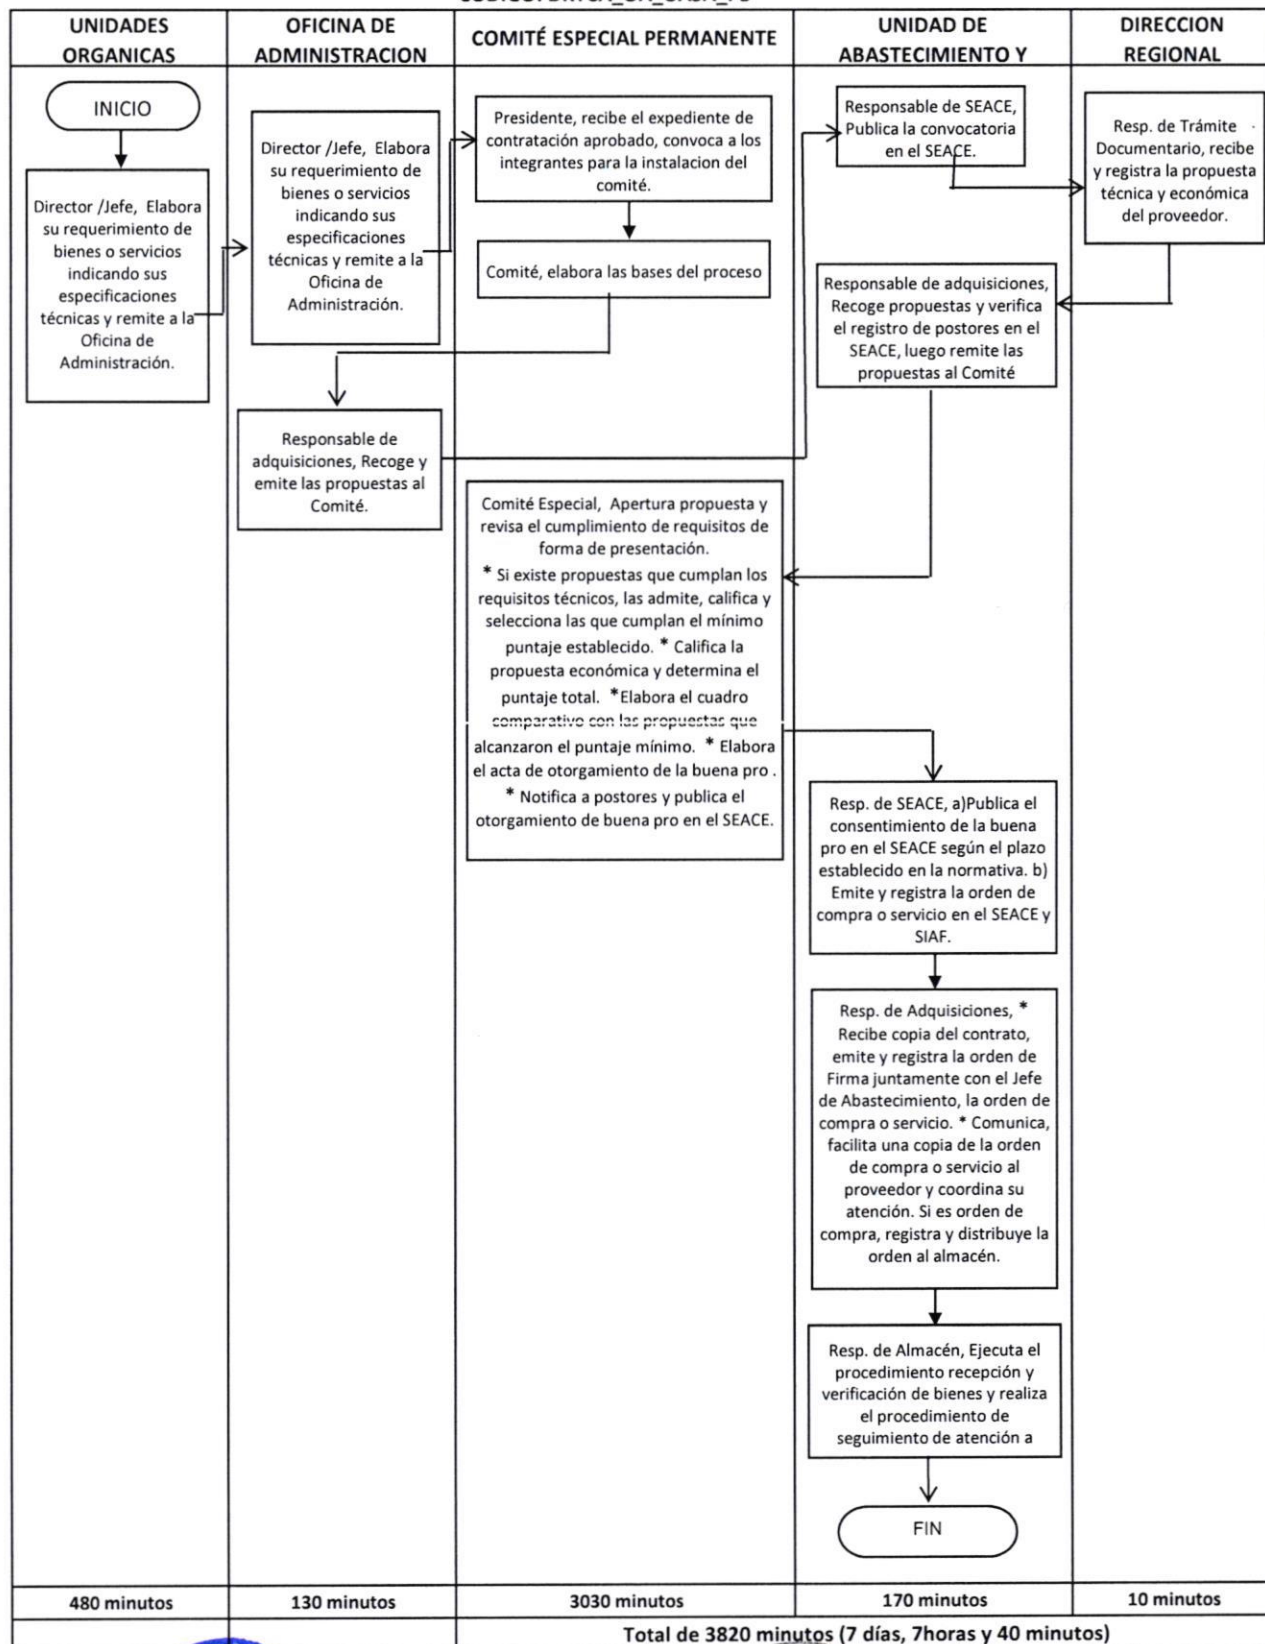 UNIDADES
ORGANICAS
OFICINA DE
ADMINISTRACION
COMITÉ ESPECIAL PERMANENTE
UNIDAD DE
ABASTECIMIENTO Y
DIRECCION
REGIONAL
INICIO
Director /Jefe, Elabora
su requerimiento de
bienes o servicios
indicando sus
especificaciones
técnicas y remite a la
Oficina de
Administración.
Director /Jefe, Elabora
su requerimiento de
bienes o servicios
indicando sus
especificaciones
técnicas y remite a la
Oficina de
Administración.
Presidente, recibe el expediente de
contratación aprobado, convoca a los
integrantes para la instalacion del
comité.
Comité, elabora las bases del proceso
Responsable de
adquisiciones, Recoge y
emite las propuestas al
Comité.
Responsable de SEACE,
Publica la convocatoria
en el SEACE.
Resp. de Trámite
Documentario, recibe
y registra la propuesta
técnica y económica
del proveedor.
Responsable de adquisiciones,
Recoge propuestas y verifica
el registro de postores en el
SEACE, luego remite las
propuestas al Comité
Comité Especial, Apertura propuesta y
revisa el cumplimiento de requisitos de
forma de presentación.
* Si existe propuestas que cumplan los
requisitos técnicos, las admite, califica y
selecciona las que cumplan el mínimo
puntaje establecido. * Califica la
propuesta económica y determina el
puntaje total. *Elabora el cuadro
comparativo con las propuestas que
alcanzaron el puntaje mínimo. * Elabora
el acta de otorgamiento de la buena pro .
* Notifica a postores y publica el
otorgamiento de buena pro en el SEACE.
Resp. de SEACE, a)Publica el
consentimiento de la buena
pro en el SEACE según el plazo
establecido en la normativa. b)
Emite y registra la orden de
compra o servicio en el SEACE y
SIAF.
Resp. de Adquisiciones, *
Recibe copia del contrato,
emite y registra la orden de
Firma juntamente con el Jefe
de Abastecimiento, la orden de
compra o servicio. * Comunica,
facilita una copia de la orden
de compra o servicio al
proveedor y coordina su
atención. Si es orden de
compra, registra y distribuye la
orden al almacén.
Resp. de Almacén, Ejecuta el
procedimiento recepción y
verificación de bienes y realiza
el procedimiento de
seguimiento de atención a
FIN
480 minutos
130 minutos
3030 minutos
170 minutos
10 minutos
Total de 3820 minutos (7 días, 7horas y 40 minutos)